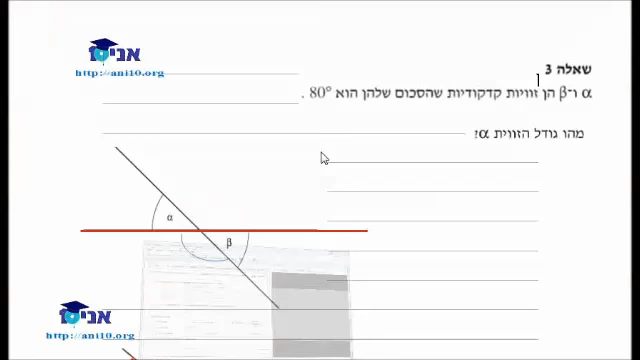 אני10
http://ani10.org
שאלה 3
α ו־β הן זוויות קדקודיות שהסכום שלהן הוא 80° .
מהו גודל הזווית α?
α
β
אני10
http://ani10.org